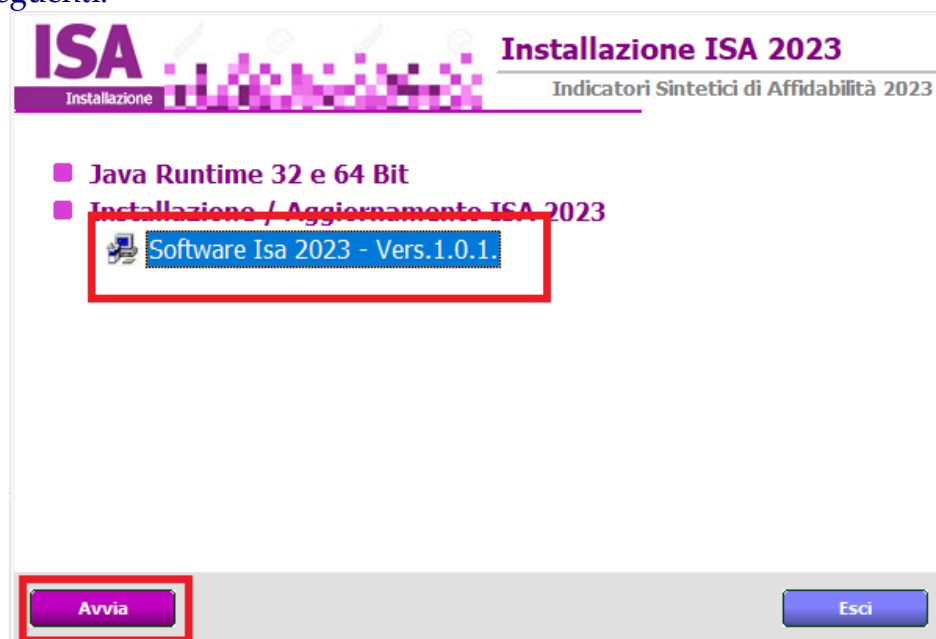 eguenti.
ISA
Installazione
Installazione ISA 2023
Indicatori Sintetici di Affidabilità 2023
Java Runtime 32 e 64 Bit
Installazione / Aggiornamento ISA 2023
Software Isa 2023 - Vers.1.0.1.
Avvia
Esci